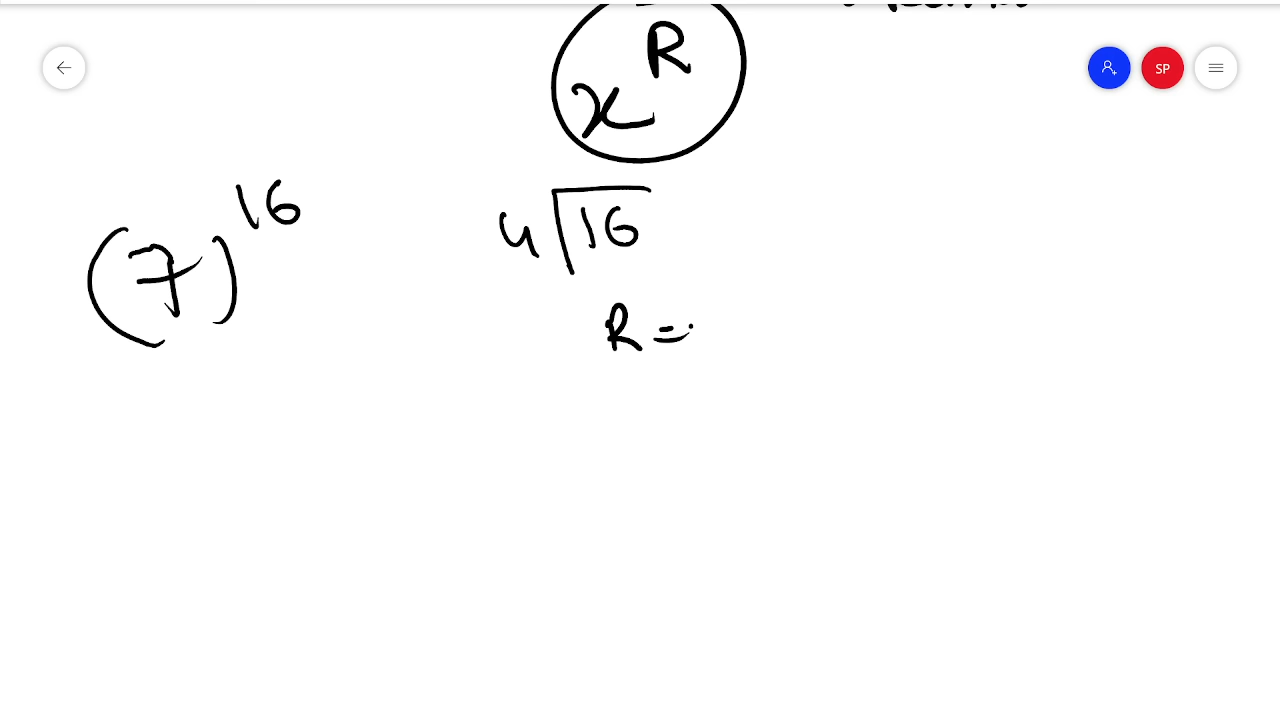 x^R
SP
(7)^16
4 √16
R =